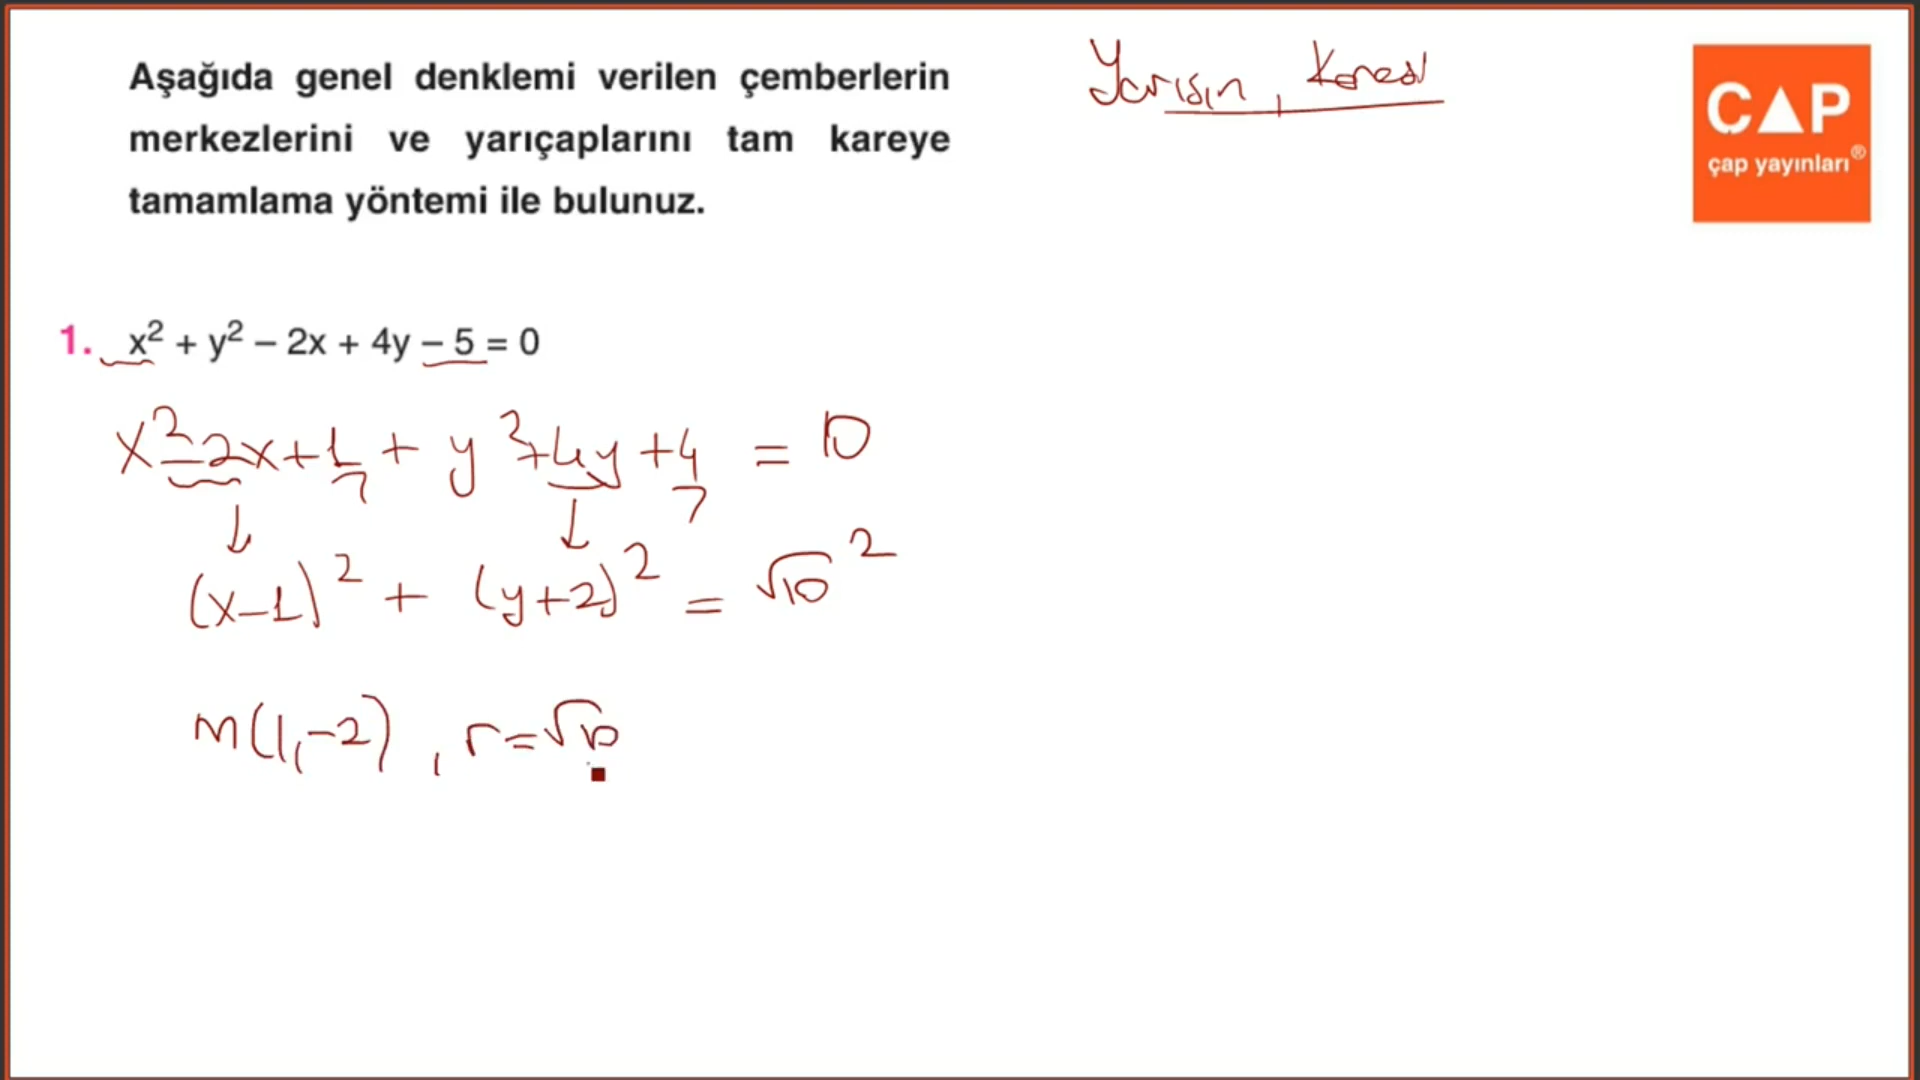 Aşağıda genel denklemi verilen çemberlerin
merkezlerini ve yarıçaplarını tam kareye
tamamlama yöntemi ile bulunuz.
Yarısın, Karesi
CAP
çap yayınları®
1. x² + y² – 2x + 4y – 5 = 0
x²-2x+1 + y²+4y+4 = 10
(x-1)² + (y+2)² = √10²
M(1,-2), r=√10